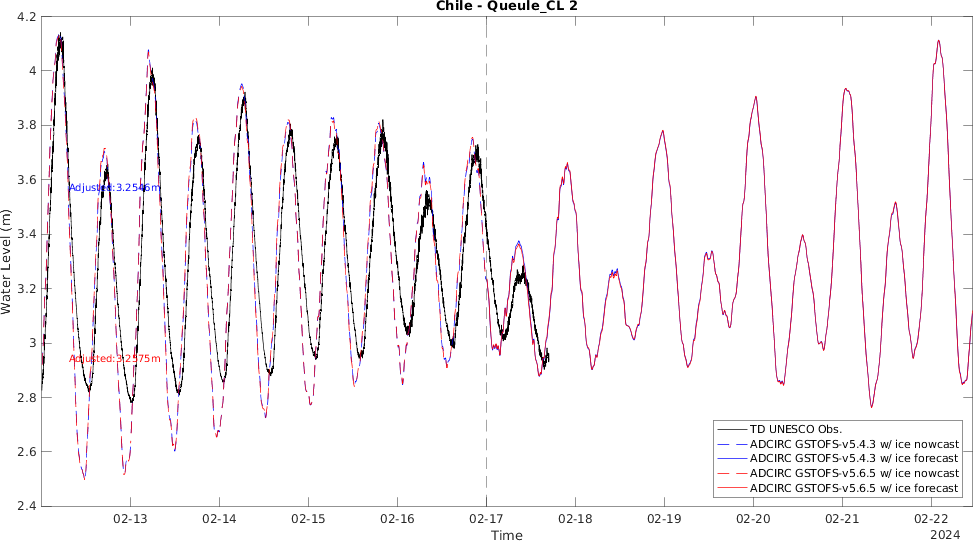 Chile - Queule_CL 2
4.2
4
3.8
3.6
3.4
3.2
3
2.8
2.6
2.4
Water Level (m)
Adjusted:3.2546m
Adjusted:3.2575m
TD UNESCO Obs.
ADCIRC GSTOFS-v5.4.3 w/ ice nowcast
ADCIRC GSTOFS-v5.4.3 w/ ice forecast
ADCIRC GSTOFS-v5.6.5 w/ ice nowcast
ADCIRC GSTOFS-v5.6.5 w/ ice forecast
02-13 02-14 02-15 02-16 02-17 02-18 02-19 02-20 02-21 02-22
Time
2024